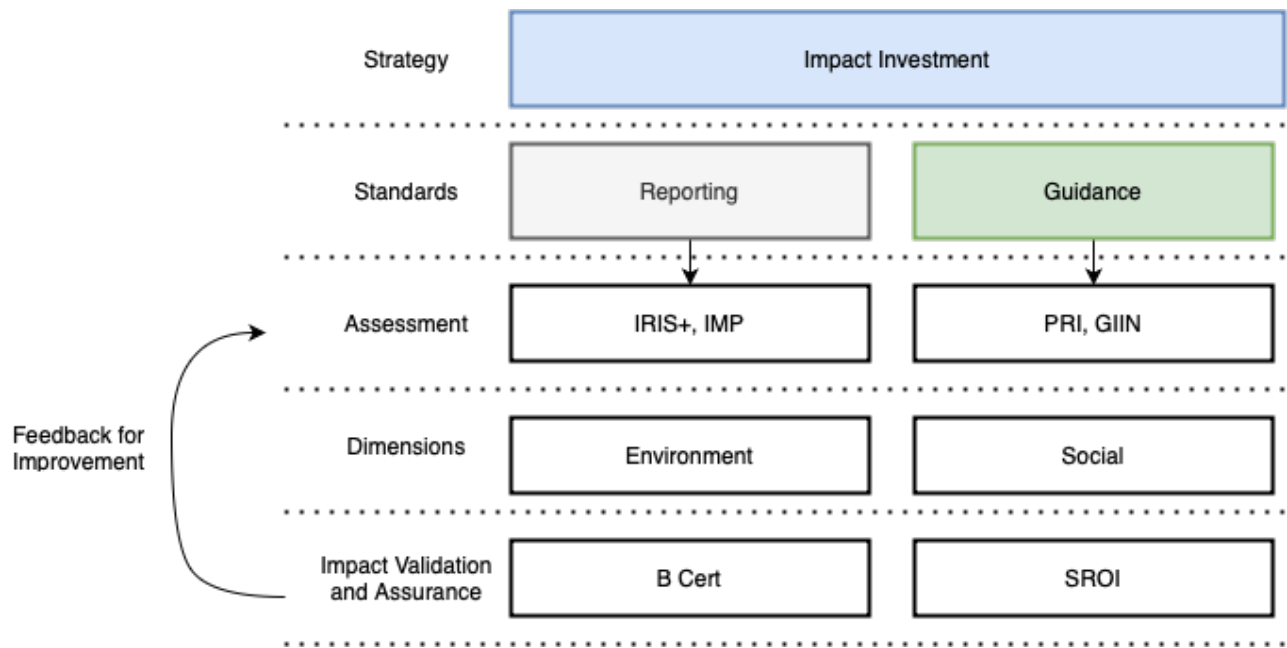 Strategy
Impact Investment
Standards
Reporting
Guidance
Assessment
IRIS+, IMP
PRI, GIIN
Feedback for
Improvement
Dimensions
Environment
Social
Impact Validation
and Assurance
B Cert
SROI